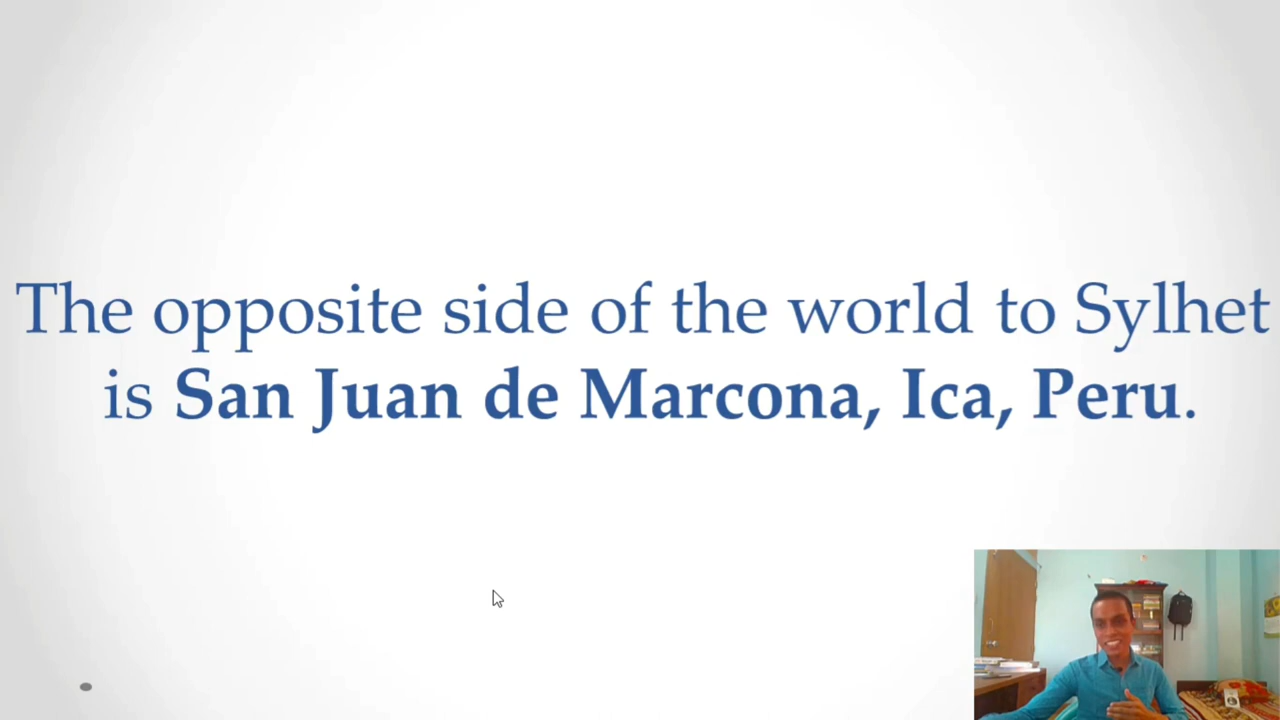 The opposite side of the world to Sylhet
is San Juan de Marcona, Ica, Peru.